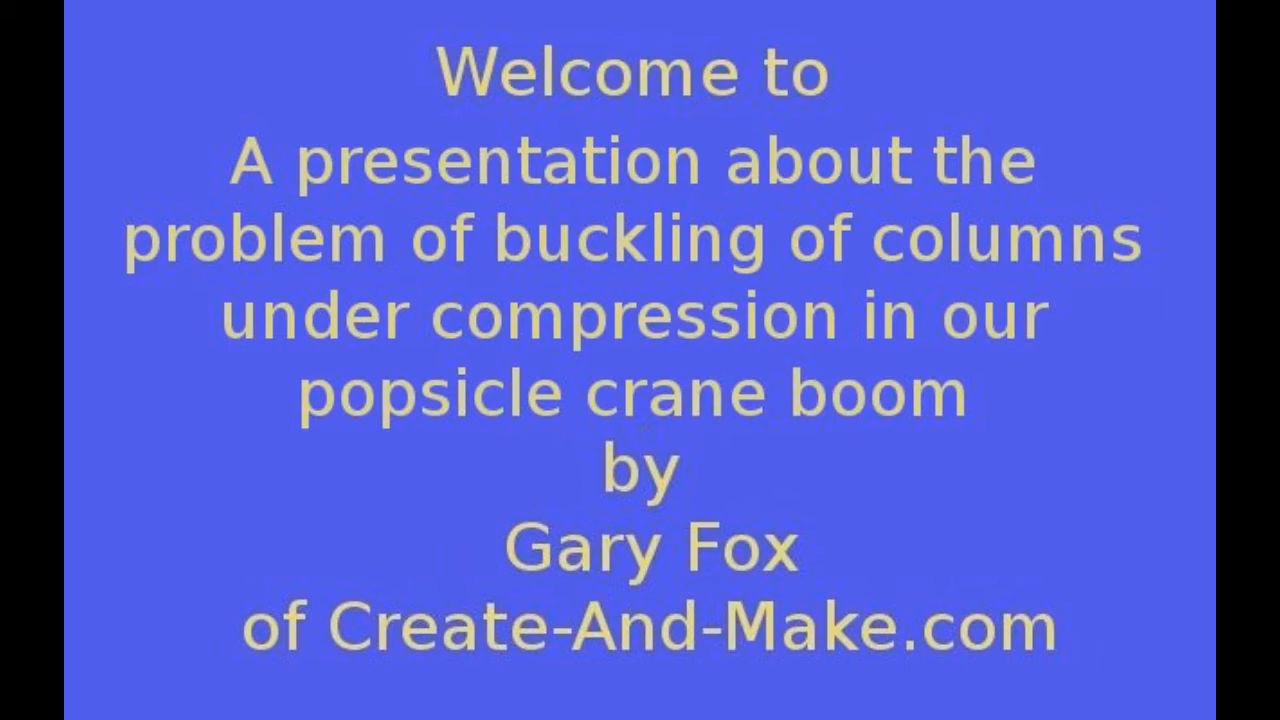 Welcome to
A presentation about the
problem of buckling of columns
under compression in our
popsicle crane boom
by
Gary Fox
of Create-And-Make.com